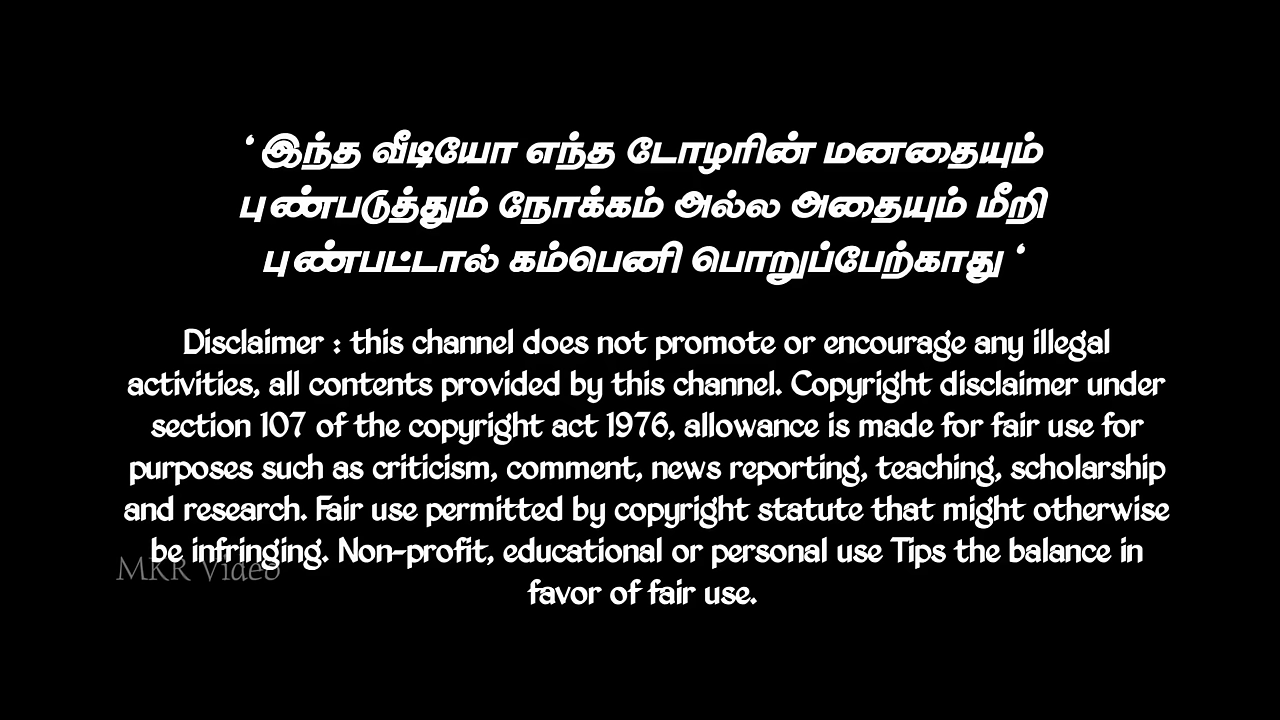 ‘ இந்த வீடியோ எந்த டோழரின் மனதையும்
புண்படுத்தும் நோக்கம் அல்ல அதையும் மீறி
புண்பட்டால் கம்பெனி பொறுப்பேற்காது ‘
Disclaimer : this channel does not promote or encourage any illegal
activities, all contents provided by this channel. Copyright disclaimer under
section 107 of the copyright act 1976, allowance is made for fair use for
purposes such as criticism, comment, news reporting, teaching, scholarship
and research. Fair use permitted by copyright statute that might otherwise
be infringing. Non-profit, educational or personal use Tips the balance in
MKR Video
favor of fair use.